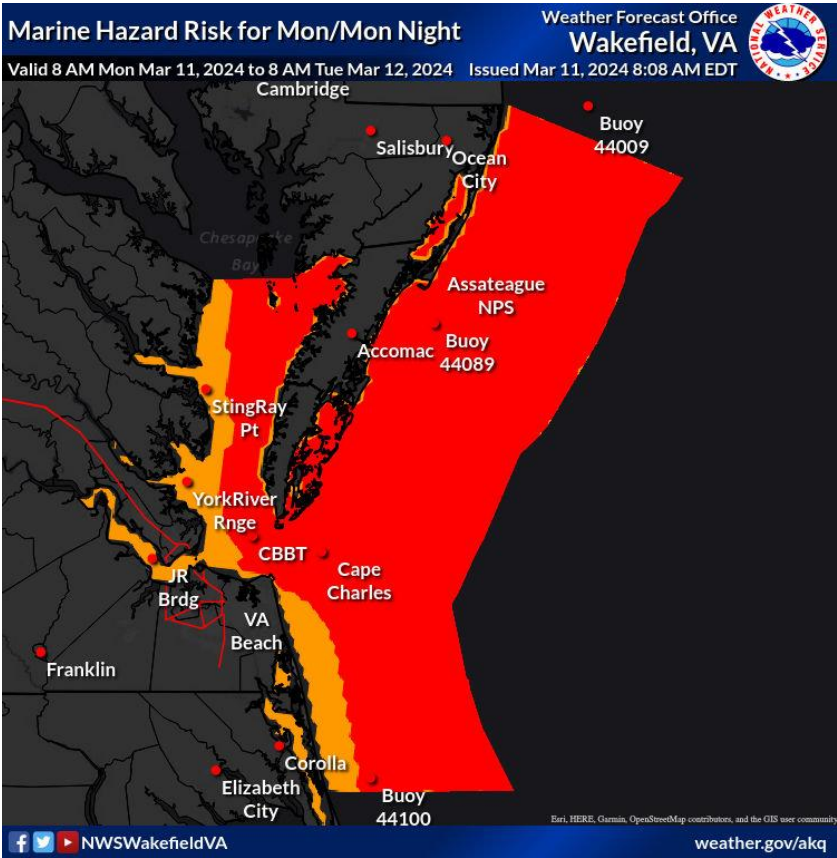 Marine Hazard Risk for Mon/Mon Night
Weather Forecast Office
Wakefield, VA
Valid 8 AM Mon Mar 11, 2024 to 8 AM Tue Mar 12, 2024
Issued Mar 11, 2024 8:08 AM EDT
NATIONAL WEATHER SERVICE
Cambridge
Buoy
44009
Salisbury
Ocean
City
Chesapeake
Bay
Assateague
NPS
Accomac
Buoy
44089
StingRay
Pt
YorkRiver
Rnge
CBBT
Cape
Charles
JR
Brdg
VA
Beach
Franklin
Corolla
Elizabeth
City
Buoy
44100
Esri, HERE, Garmin, OpenStreetMap contributors, and the GIS user community
NWSWakefieldVA
weather.gov/akq